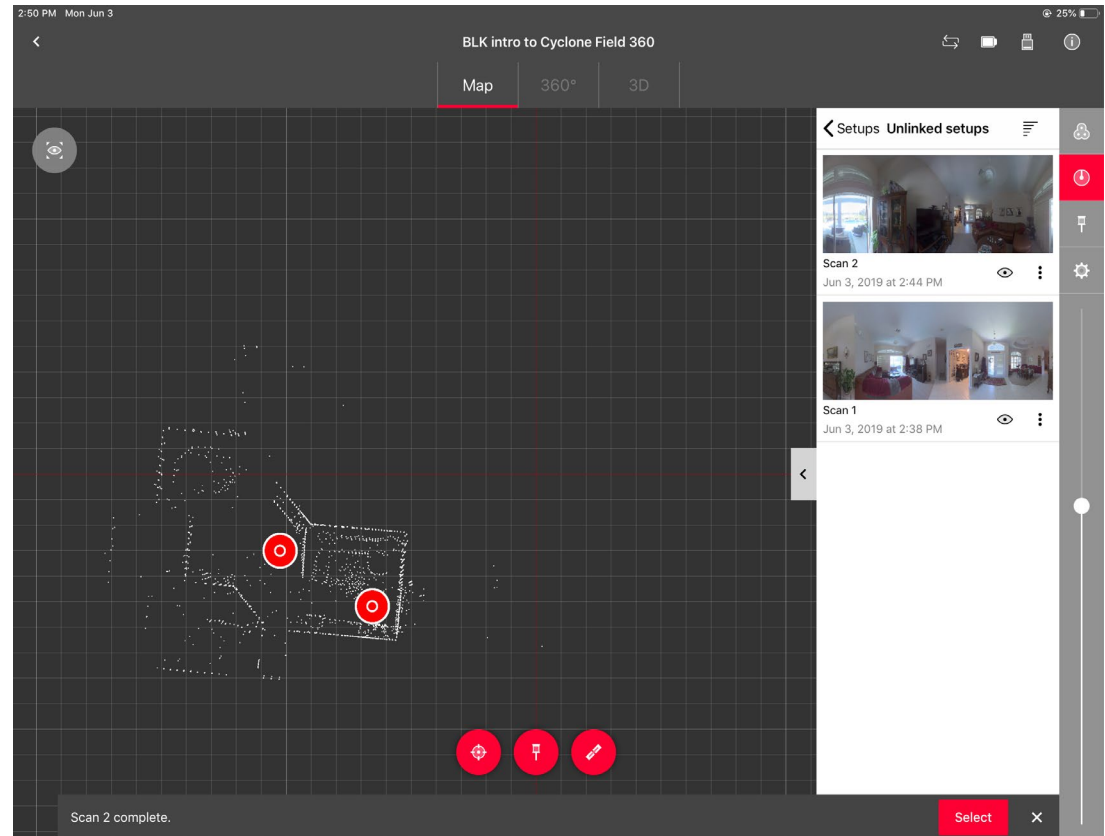 2:50 PM Mon Jun 3
25%
BLK intro to Cyclone Field 360
Map 360° 3D
Setups Unlinked setups
Scan 2
Jun 3, 2019 at 2:44 PM
Scan 1
Jun 3, 2019 at 2:38 PM
Scan 2 complete.
Select